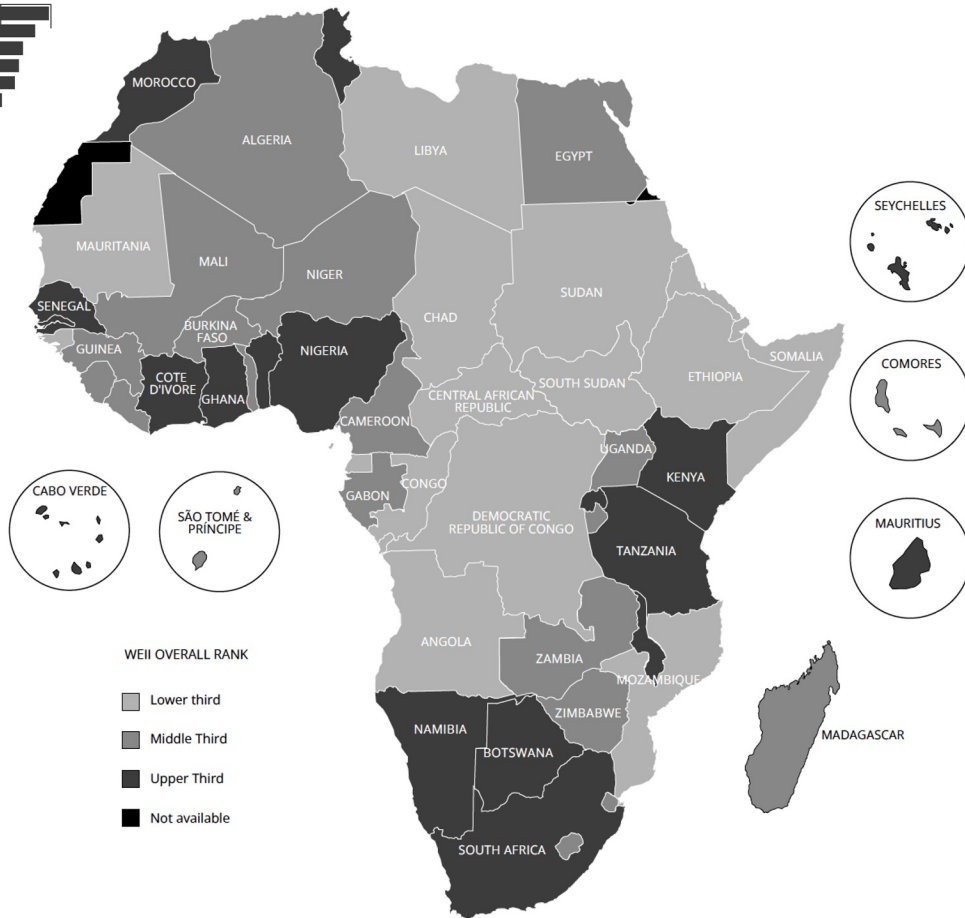 MOROCCO
ALGERIA
LIBYA
EGYPT
SEYCHELLES
MAURITANIA
MALI
NIGER
SUDAN
SENEGAL
CHAD
BURKINA
FASO
GUINEA
NIGERIA
SOMALIA
COMORES
COTE
D'IVORE
GHANA
SOUTH SUDAN
ETHIOPIA
CENTRAL AFRICAN
REPUBLIC
CAMEROON
UGANDA
KENYA
CABO VERDE
GABON
CONGO
SÃO TOMÉ &
PRÍNCIPE
DEMOCRATIC
REPUBLIC OF CONGO
MAURITIUS
TANZANIA
ANGOLA
WEII OVERALL RANK
ZAMBIA
MOZAMBIQUE
Lower third
ZIMBABWE
NAMIBIA
MADAGASCAR
Middle Third
BOTSWANA
Upper Third
Not available
SOUTH AFRICA